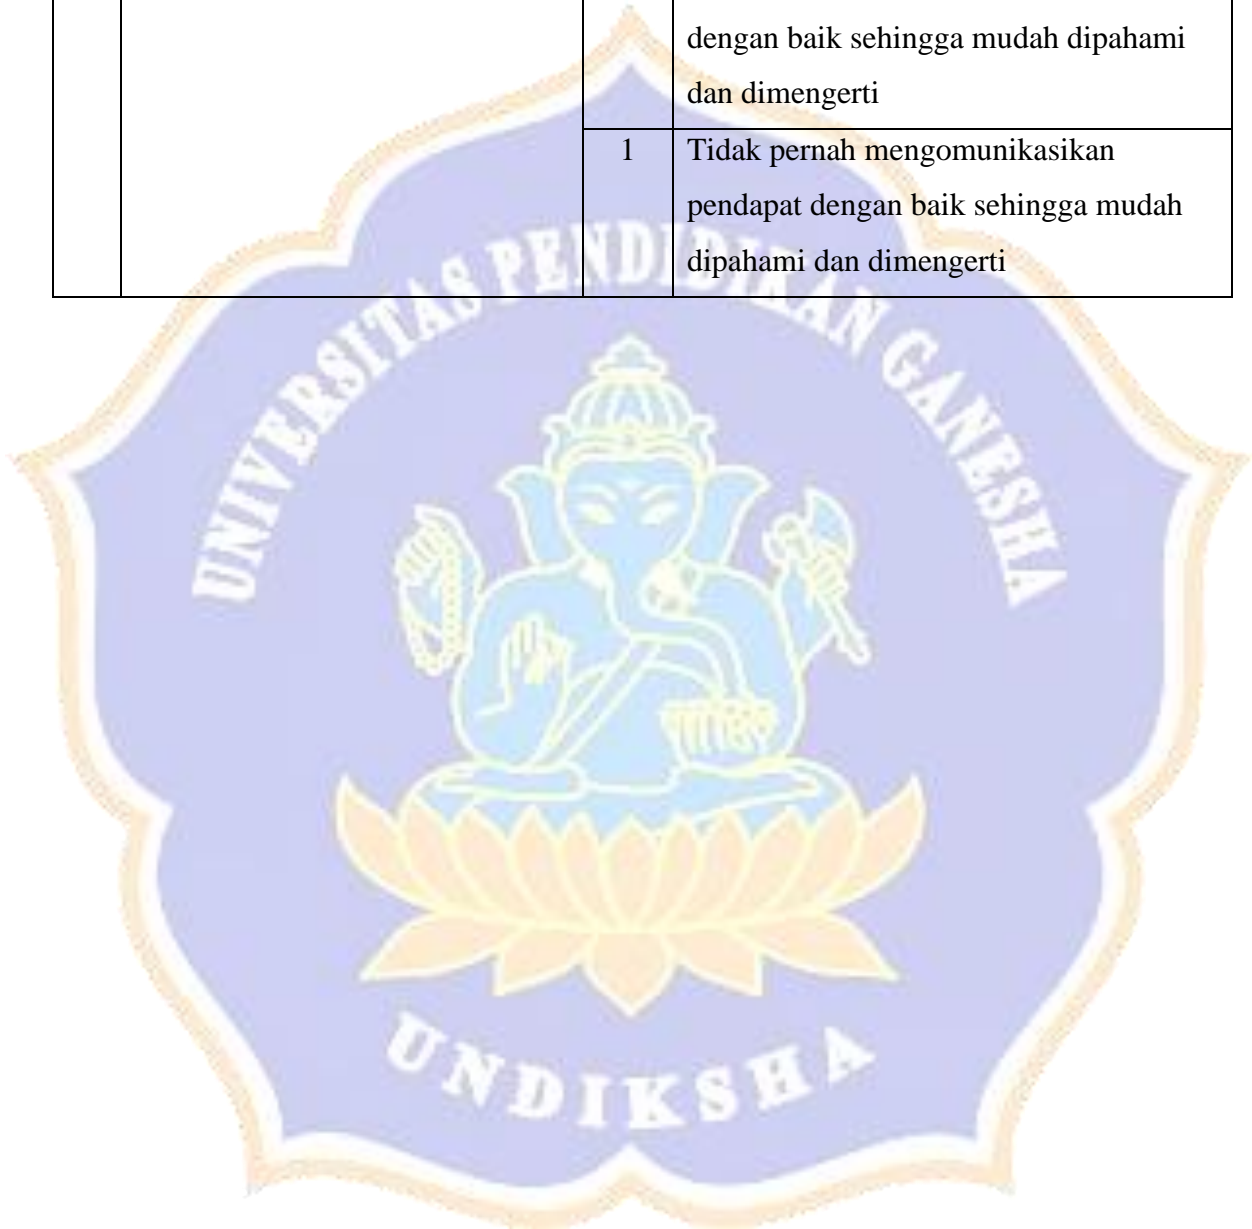 dengan baik sehingga mudah dipahami
dan dimengerti
1 Tidak pernah mengomunikasikan
pendapat dengan baik sehingga mudah
dipahami dan dimengerti
UNIVERSITAS PENDIDIKAN GANESHA
UNDIKSHA